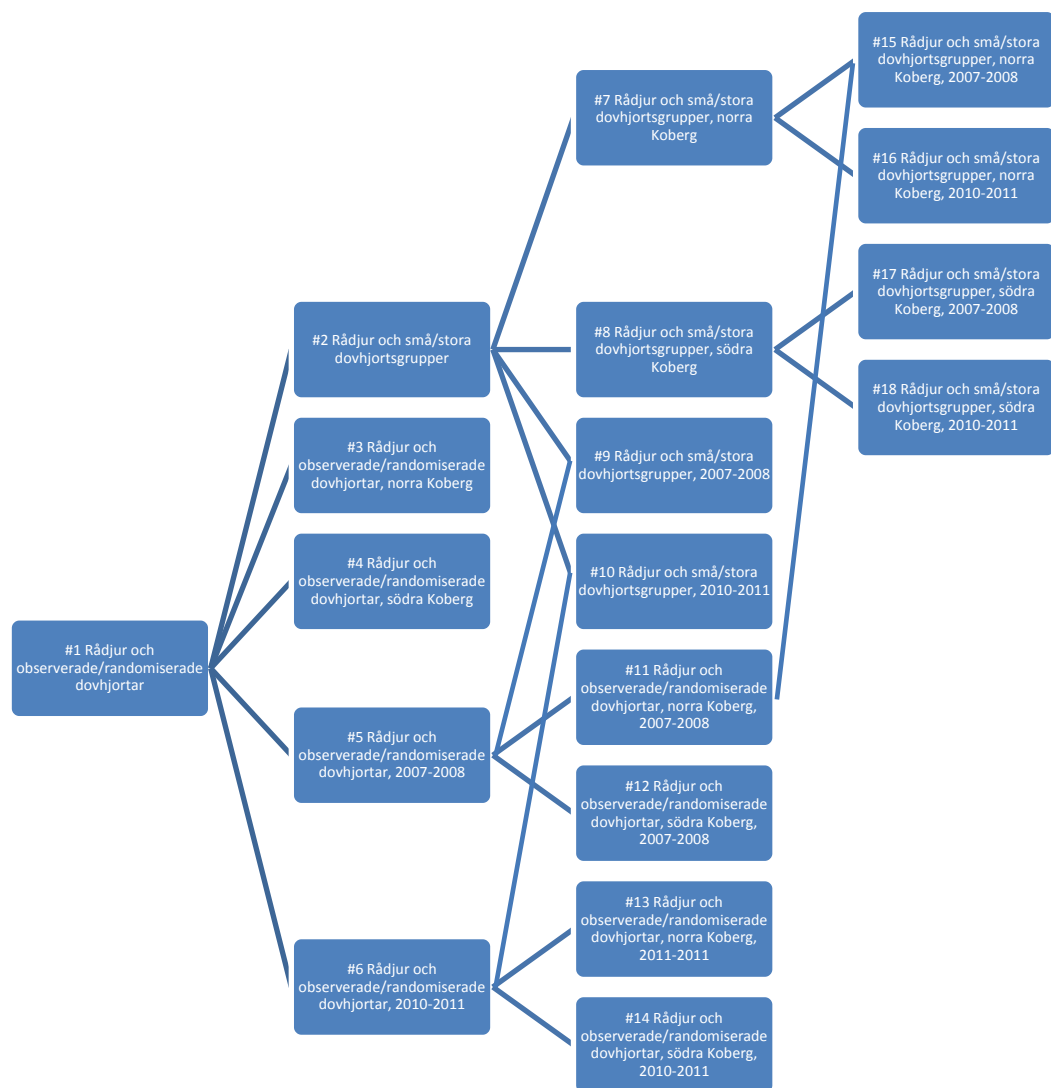 #1 Rådjur och
observerade/randomiserade
dovhjortar
#2 Rådjur och små/stora
dovhjortsgrupper
#3 Rådjur och
observerade/randomiserade
dovhjortar, norra Koberg
#4 Rådjur och
observerade/randomiserade
dovhjortar, södra Koberg
#5 Rådjur och
observerade/randomiserade
dovhjortar, 2007-2008
#6 Rådjur och
observerade/randomiserade
dovhjortar, 2010-2011
#7 Rådjur och små/stora
dovhjortsgrupper, norra
Koberg
#8 Rådjur och små/stora
dovhjortsgrupper, södra
Koberg
#9 Rådjur och små/stora
dovhjortsgrupper, 2007-2008
#10 Rådjur och små/stora
dovhjortsgrupper, 2010-2011
#11 Rådjur och
observerade/randomiserade
dovhjortar, norra Koberg,
2007-2008
#12 Rådjur och
observerade/randomiserade
dovhjortar, södra Koberg,
2007-2008
#13 Rådjur och
observerade/randomiserade
dovhjortar, norra Koberg,
2011-2011
#14 Rådjur och
observerade/randomiserade
dovhjortar, södra Koberg,
2010-2011
#15 Rådjur och små/stora
dovhjortsgrupper, norra
Koberg, 2007-2008
#16 Rådjur och små/stora
dovhjortsgrupper, norra
Koberg, 2010-2011
#17 Rådjur och små/stora
dovhjortsgrupper, södra
Koberg, 2007-2008
#18 Rådjur och små/stora
dovhjortsgrupper, södra
Koberg, 2010-2011